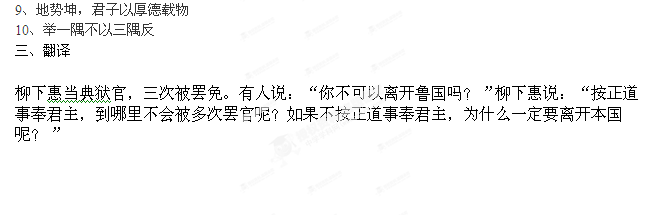 9、地势坤，君子以厚德载物
10、举一隅不以三隅反
三、翻译
柳下惠当典狱官，三次被罢免。有人说：“你不可以离开鲁国吗？”柳下惠说：“按正道
事奉君主，到哪里不会被多次罢官呢？如果不按正道事奉君主，为什么一定要离开本国
呢？”